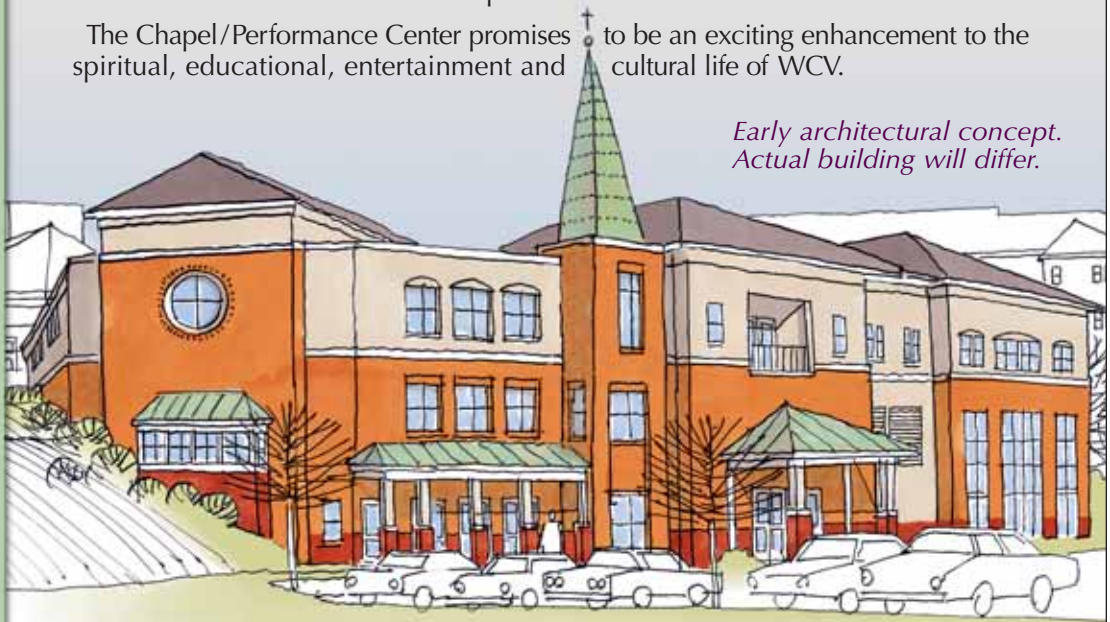 The Chapel/Performance Center promises to be an exciting enhancement to the
spiritual, educational, entertainment and cultural life of WCV.
Early architectural concept.
Actual building will differ.